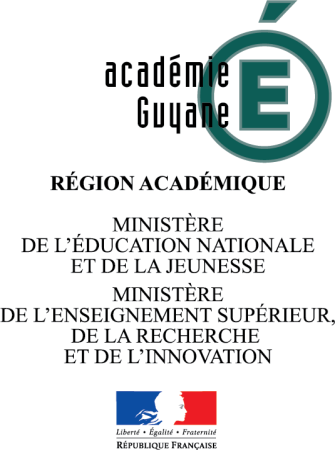 académie
Guyane
É
RÉGION ACADÉMIQUE
MINISTÈRE
DE L'ÉDUCATION NATIONALE
ET DE LA JEUNESSE
MINISTÈRE
DE L'ENSEIGNEMENT SUPÉRIEUR,
DE LA RECHERCHE
ET DE L'INNOVATION
Liberté • Égalité • Fraternité
RÉPUBLIQUE FRANÇAISE